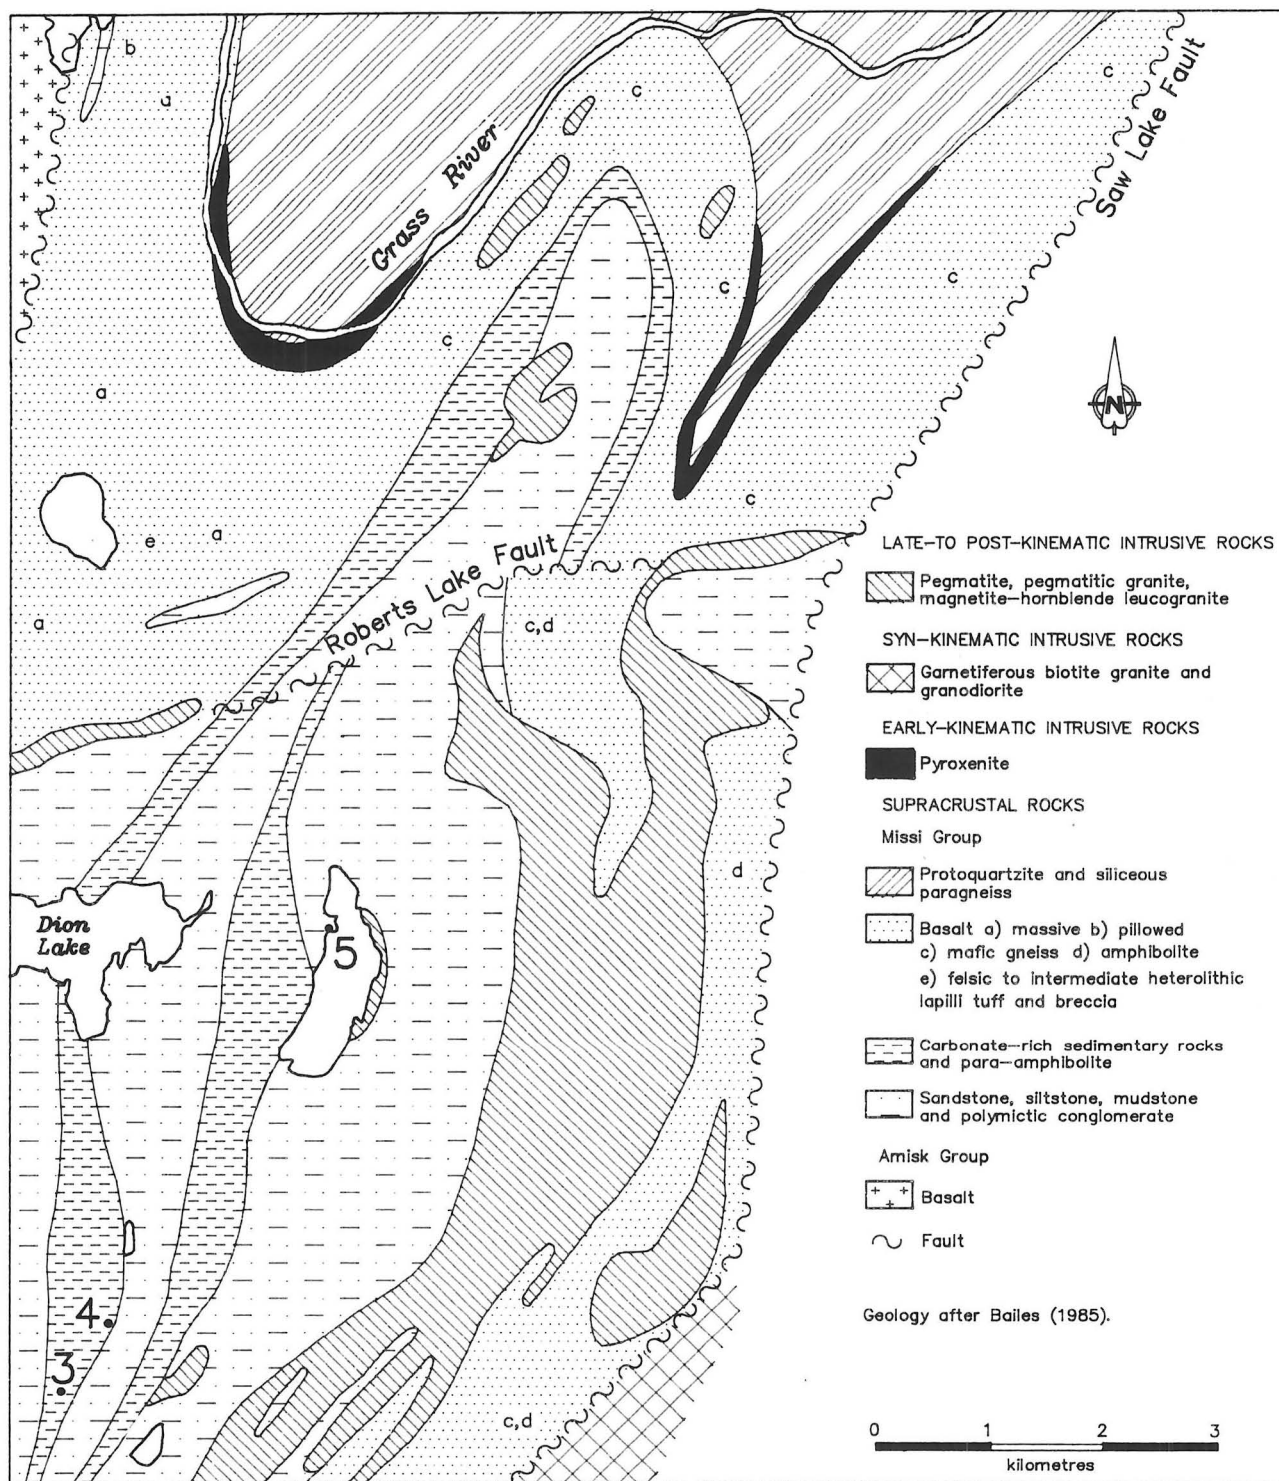 b
a
c
c
Saw Lake Fault
Grass River
c
c
c
a
N
c
a
e
Roberts Lake Fault
c,d
a
LATE-TO POST-KINEMATIC INTRUSIVE ROCKS
Pegmatite, pegmatitic granite,
magnetite-hornblende leucogranite
SYN-KINEMATIC INTRUSIVE ROCKS
Garnetiferous biotite granite and
granodiorite
EARLY-KINEMATIC INTRUSIVE ROCKS
Pyroxenite
SUPRACRUSTAL ROCKS
Missi Group
Protoquartzite and siliceous
paragneiss
Basalt a) massive b) pillowed
c) mafic gneiss d) amphibolite
e) felsic to intermediate heterolithic
lapilli tuff and breccia
Carbonate-rich sedimentary rocks
and para-amphibolite
Sandstone, siltstone, mudstone
and polymictic conglomerate
Amisk Group
Basalt
Fault
Geology after Bailes (1985).
d
Dion
Lake
5
4
3
c,d
0 1 2 3
kilometres